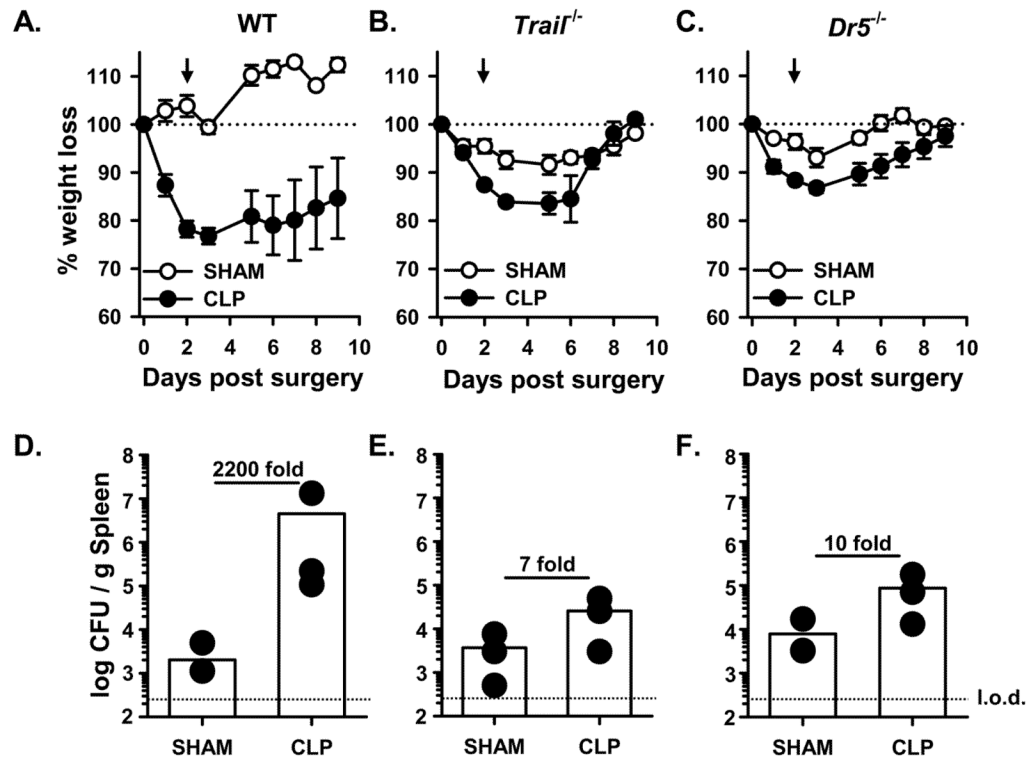 A.
WT
B.
Trail-/-
C.
Dr5-/-
% weight loss
110
100
90
80
70
60
SHAM
CLP
0 2 4 6 8 10
Days post surgery
110
100
90
80
70
60
SHAM
CLP
0 2 4 6 8 10
Days post surgery
110
100
90
80
70
60
SHAM
CLP
0 2 4 6 8 10
Days post surgery
D.
log CFU / g Spleen
8
7
6
5
4
3
2
2200 fold
SHAM CLP
E.
8
7
6
5
4
3
2
7 fold
SHAM CLP
F.
8
7
6
5
4
3
2
10 fold
l.o.d.
SHAM CLP